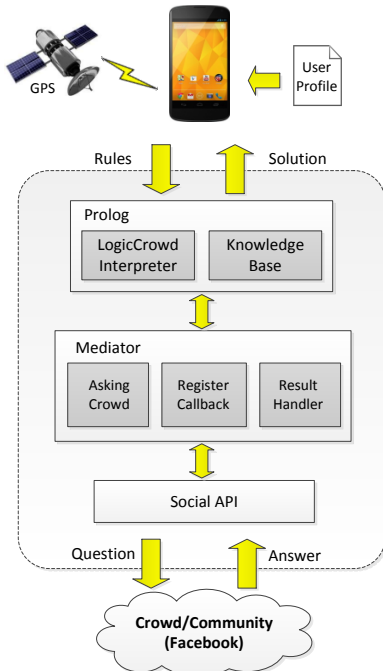 GPS
User
Profile
Rules
Solution
Prolog
LogicCrowd
Interpreter
Knowledge
Base
Mediator
Asking
Crowd
Register
Callback
Result
Handler
Social API
Question
Answer
Crowd/Community
(Facebook)